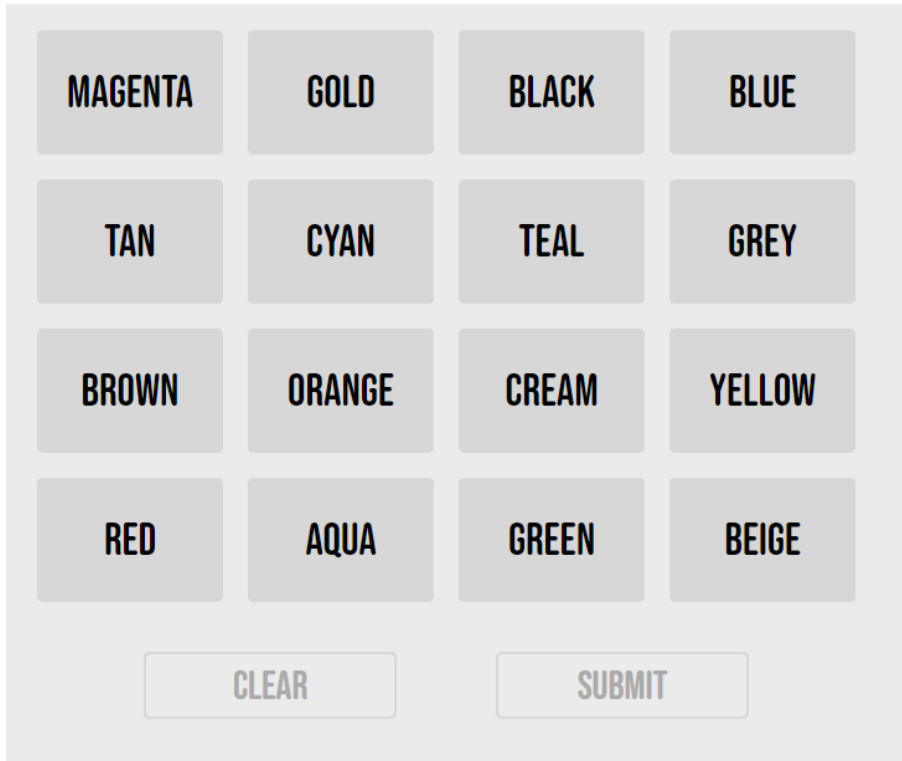 MAGENTA GOLD BLACK BLUE
TAN CYAN TEAL GREY
BROWN ORANGE CREAM YELLOW
RED AQUA GREEN BEIGE
CLEAR SUBMIT